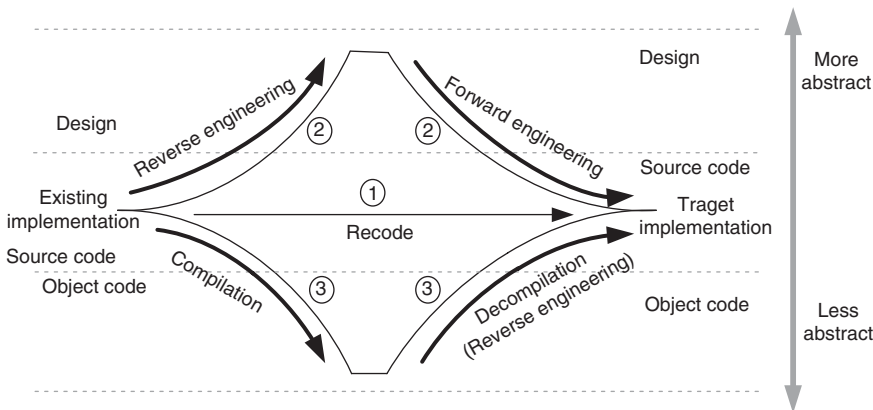 Design
More
abstract
Reverse engineering
Forward engineering
Design
2
2
Source code
1
Existing
implementation
Traget
implementation
Recode
Source code
Compilation
Object code
3
3
Decompilation
(Reverse engineering)
Object code
Less
abstract